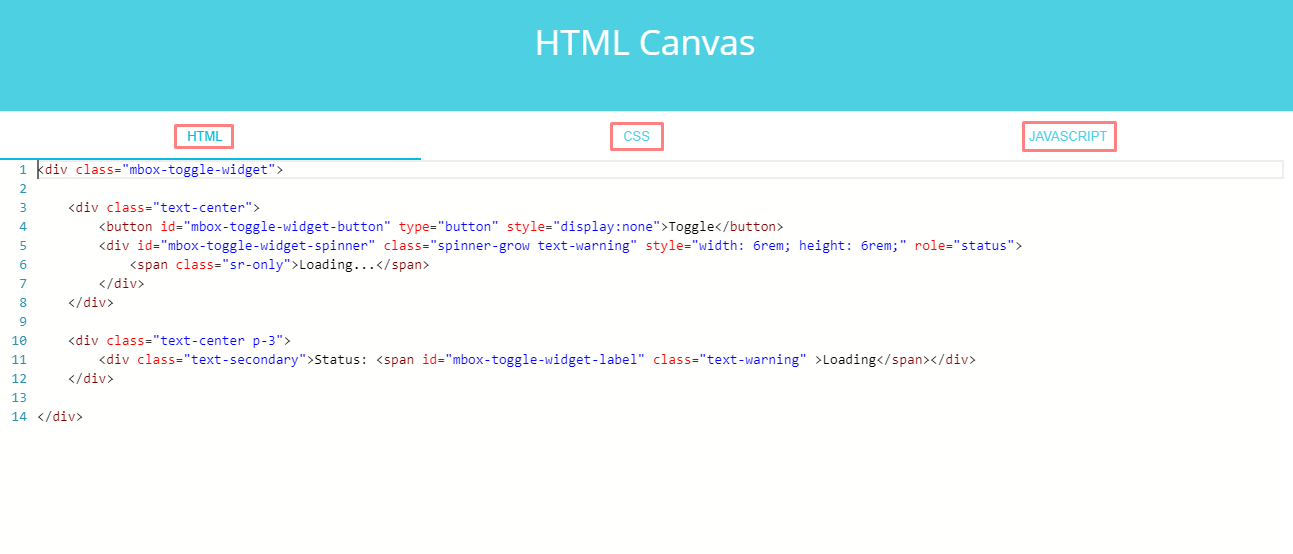 HTML Canvas
HTML CSS JAVASCRIPT
1 <div class="mbox-toggle-widget">
2
3     <div class="text-center">
4         <button id="mbox-toggle-widget-button" type="button" style="display:none">Toggle</button>
5         <div id="mbox-toggle-widget-spinner" class="spinner-grow text-warning" style="width: 6rem; height: 6rem;" role="status">
6             <span class="sr-only">Loading...</span>
7         </div>
8     </div>
9
10     <div class="text-center p-3">
11         <div class="text-secondary">Status: <span id="mbox-toggle-widget-label" class="text-warning" >Loading</span></div>
12     </div>
13
14 </div>